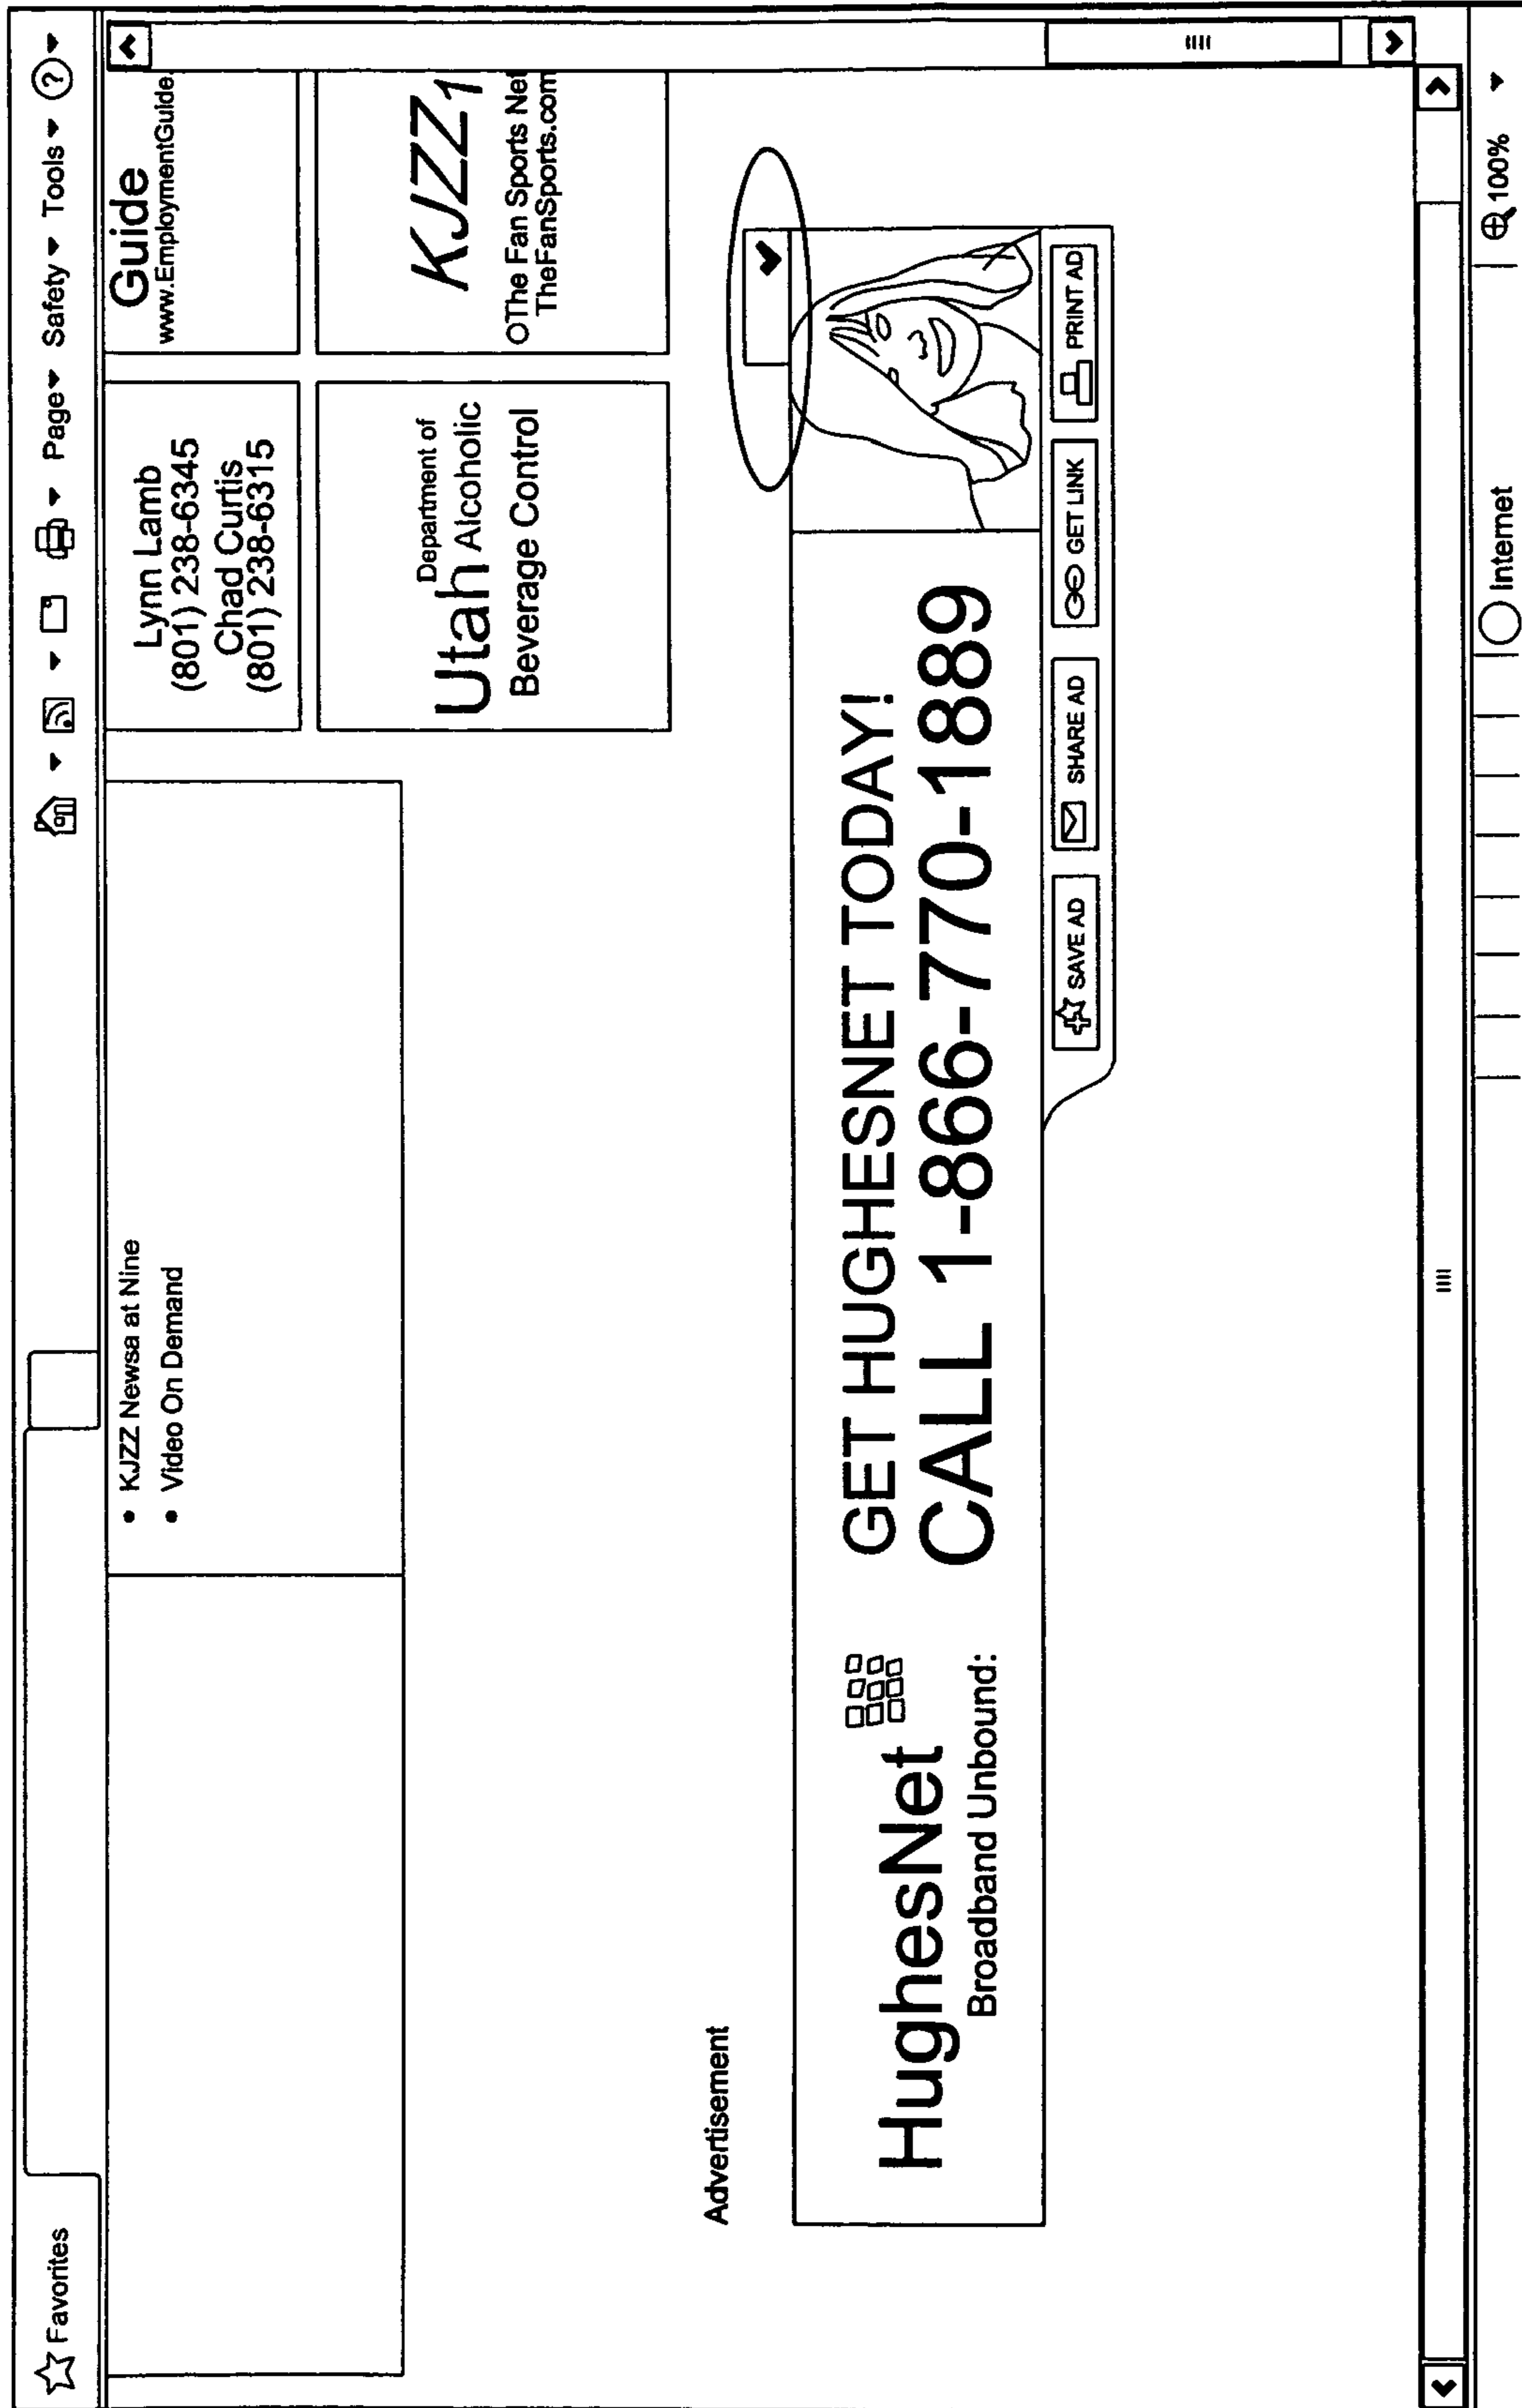 Favorites
Page Safety Tools ?
KJZZ Newsa at Nine
Video On Demand
Lynn Lamb
(801) 238-6345
Chad Curtis
(801) 238-6315
Guide
www.EmploymentGuide
Department of
Utah Alcoholic
Beverage Control
KJZZ1
OThe Fan Sports Net
TheFanSports.com
Advertisement
HughesNet
Broadband Unbound:
GET HUGHESNET TODAY!
CALL 1-866-770-1889
SAVE AD SHARE AD GET LINK PRINT AD
Internet 100%